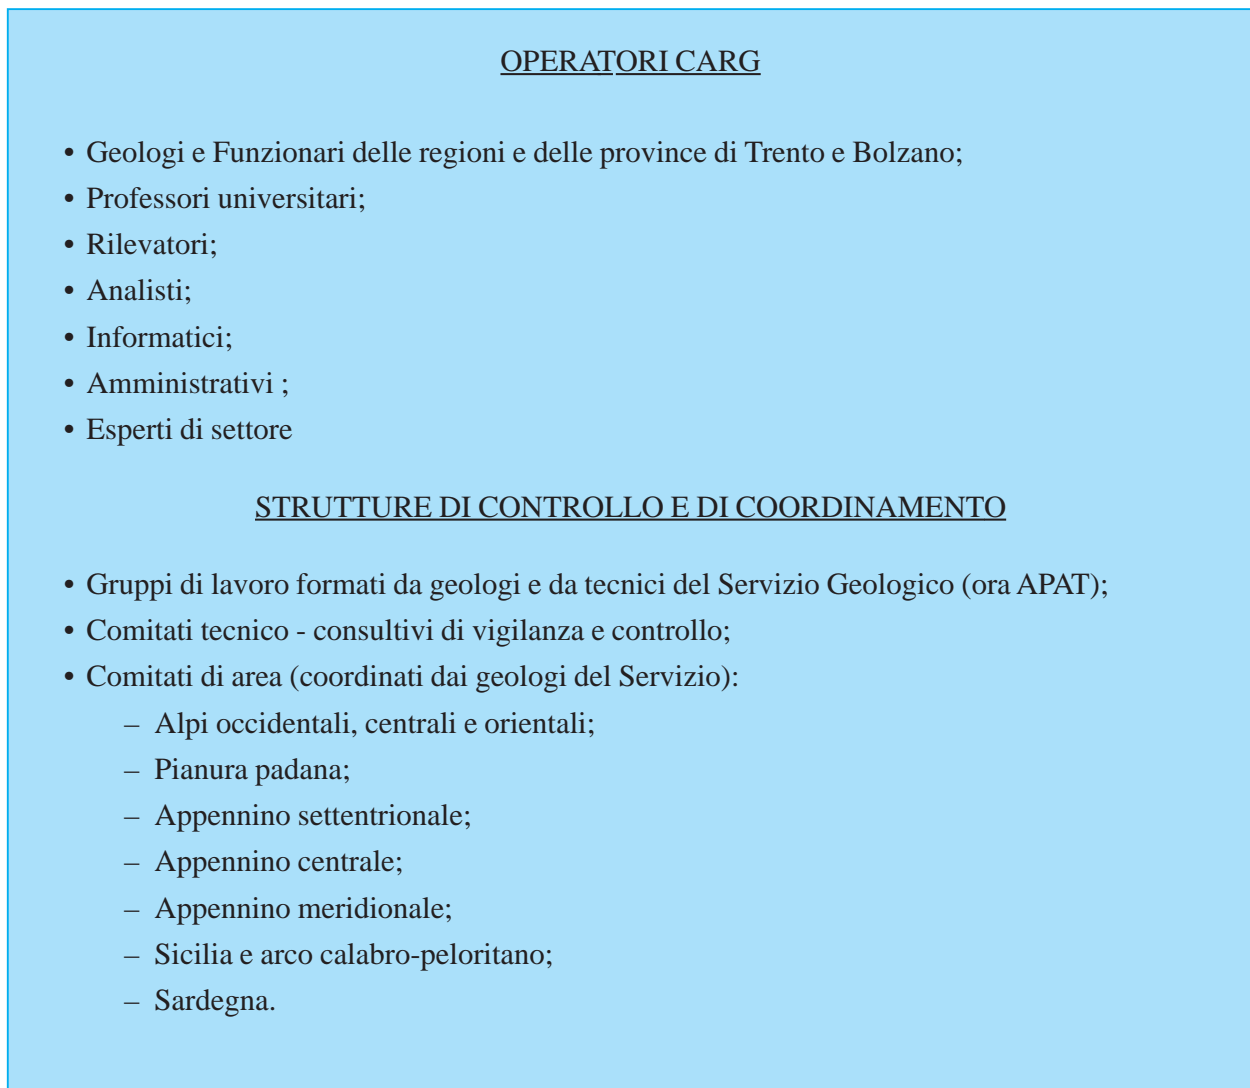 OPERATORI CARG
• Geologi e Funzionari delle regioni e delle province di Trento e Bolzano;
• Professori universitari;
• Rilevatori;
• Analisti;
• Informatici;
• Amministrativi ;
• Esperti di settore
STRUTTURE DI CONTROLLO E DI COORDINAMENTO
• Gruppi di lavoro formati da geologi e da tecnici del Servizio Geologico (ora APAT);
• Comitati tecnico - consultivi di vigilanza e controllo;
• Comitati di area (coordinati dai geologi del Servizio):
– Alpi occidentali, centrali e orientali;
– Pianura padana;
– Appennino settentrionale;
– Appennino centrale;
– Appennino meridionale;
– Sicilia e arco calabro-peloritano;
– Sardegna.